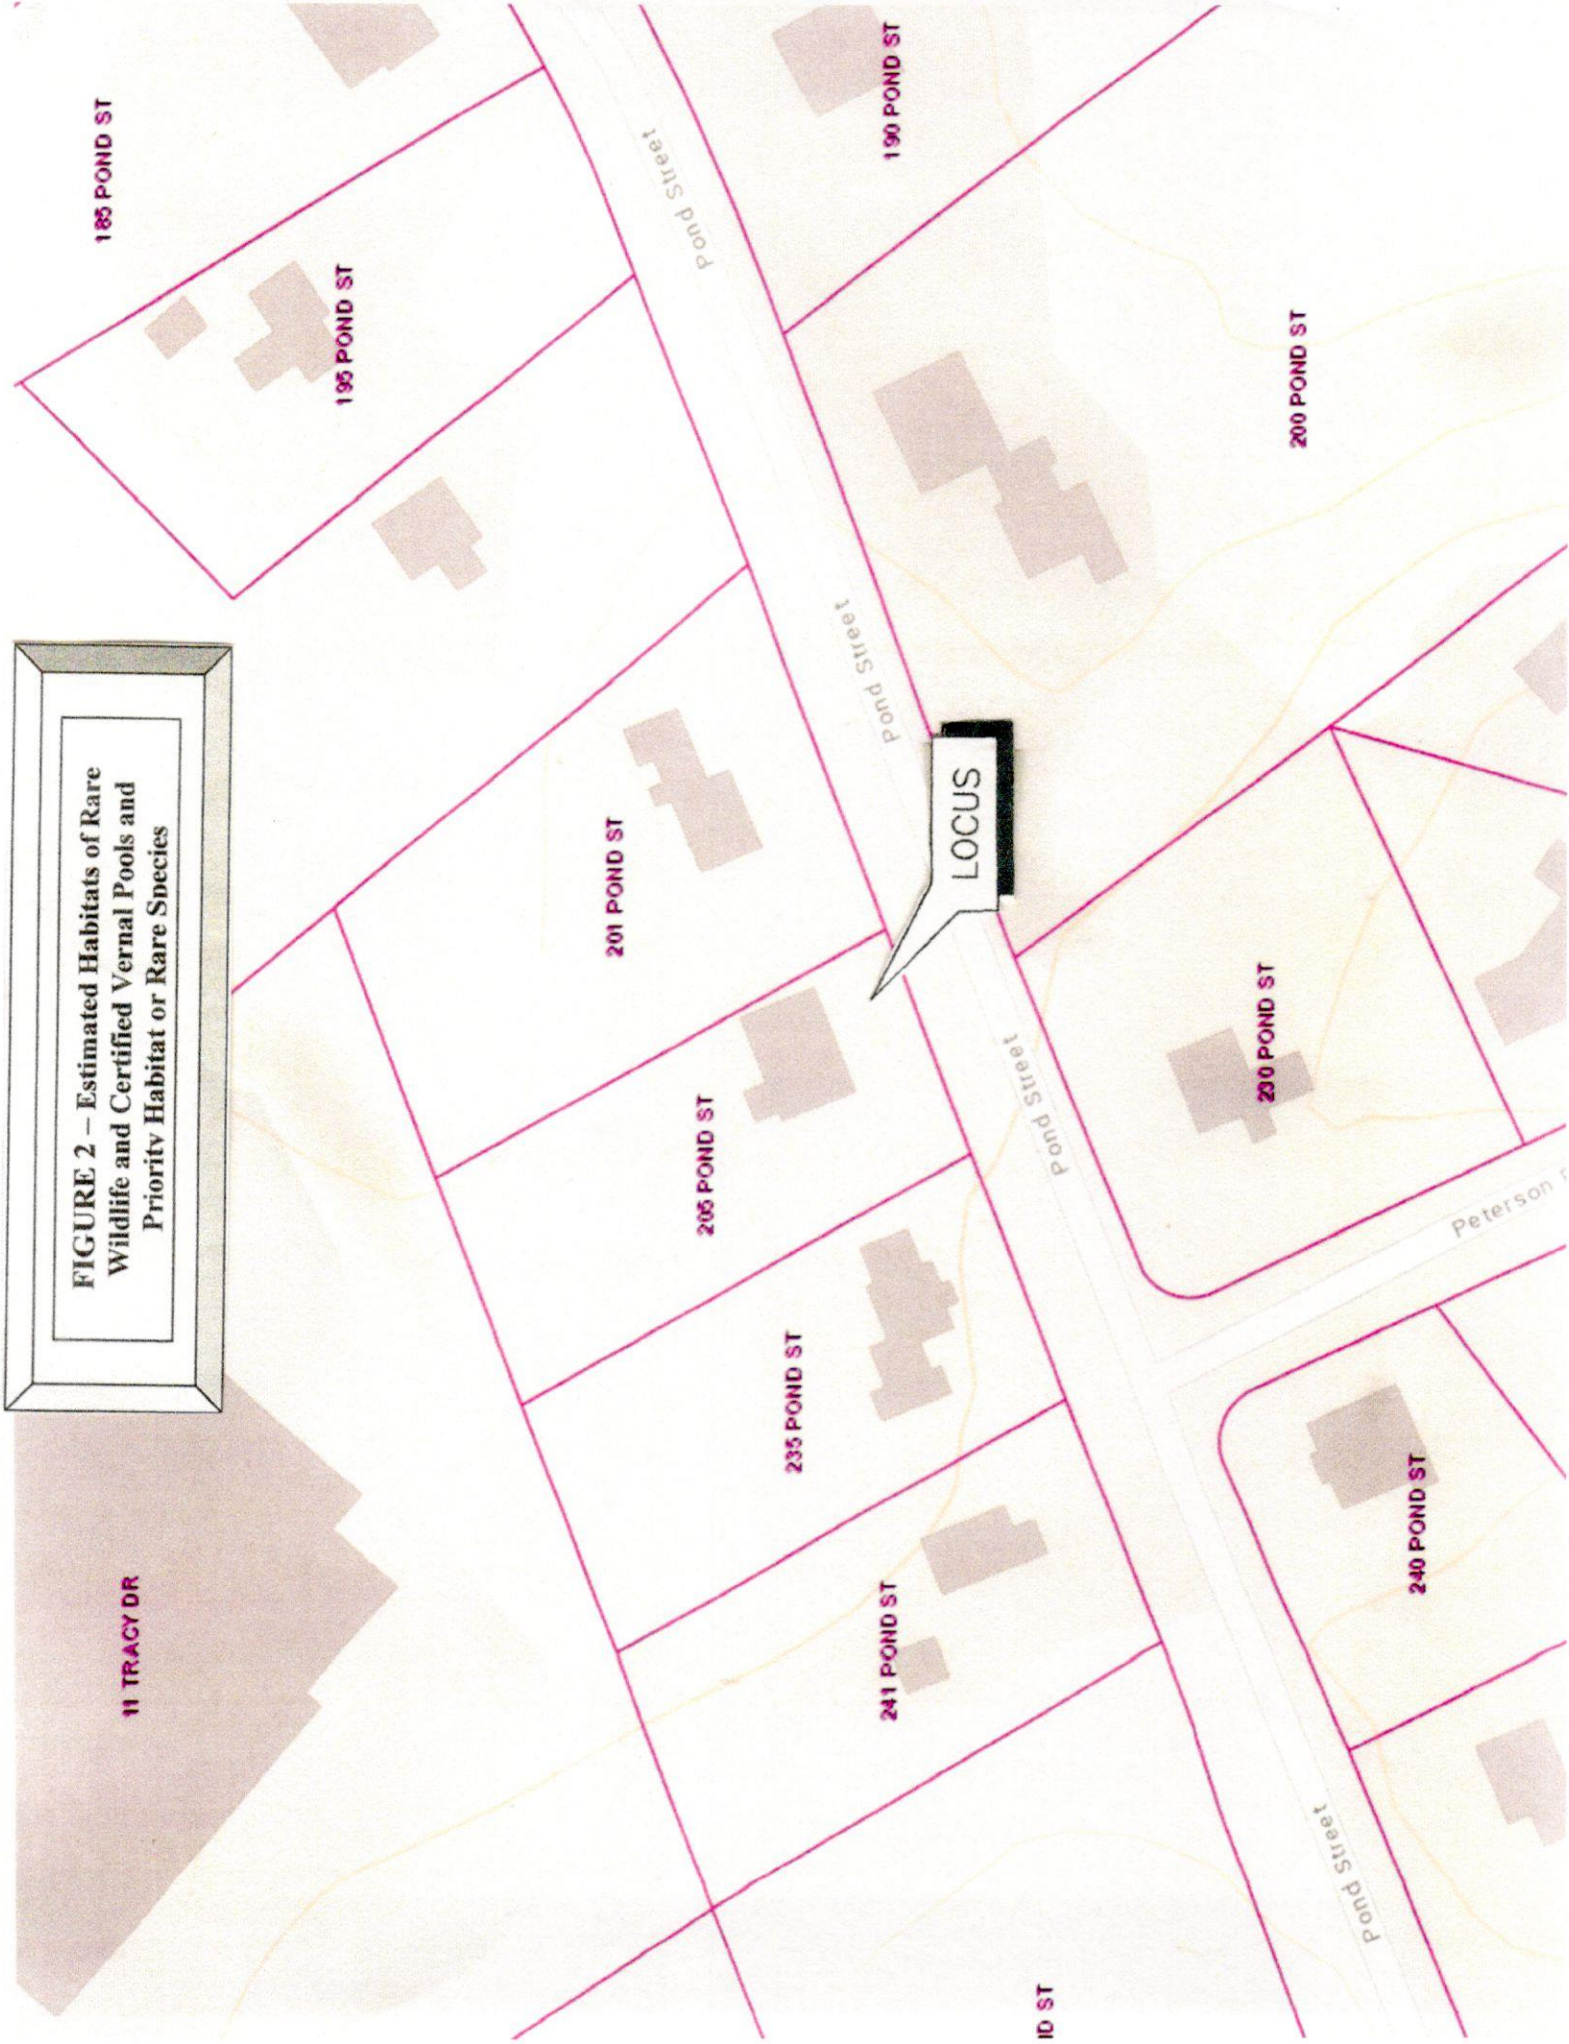 FIGURE 2 – Estimated Habitats of Rare
Wildlife and Certified Vernal Pools and
Priority Habitat or Rare Species
11 TRACY DR
185 POND ST
195 POND ST
201 POND ST
205 POND ST
235 POND ST
241 POND ST
Pond Street
190 POND ST
Pond Street
LOCUS
Pond Street
ID ST
230 POND ST
200 POND ST
Pond Street
240 POND ST
Peterson